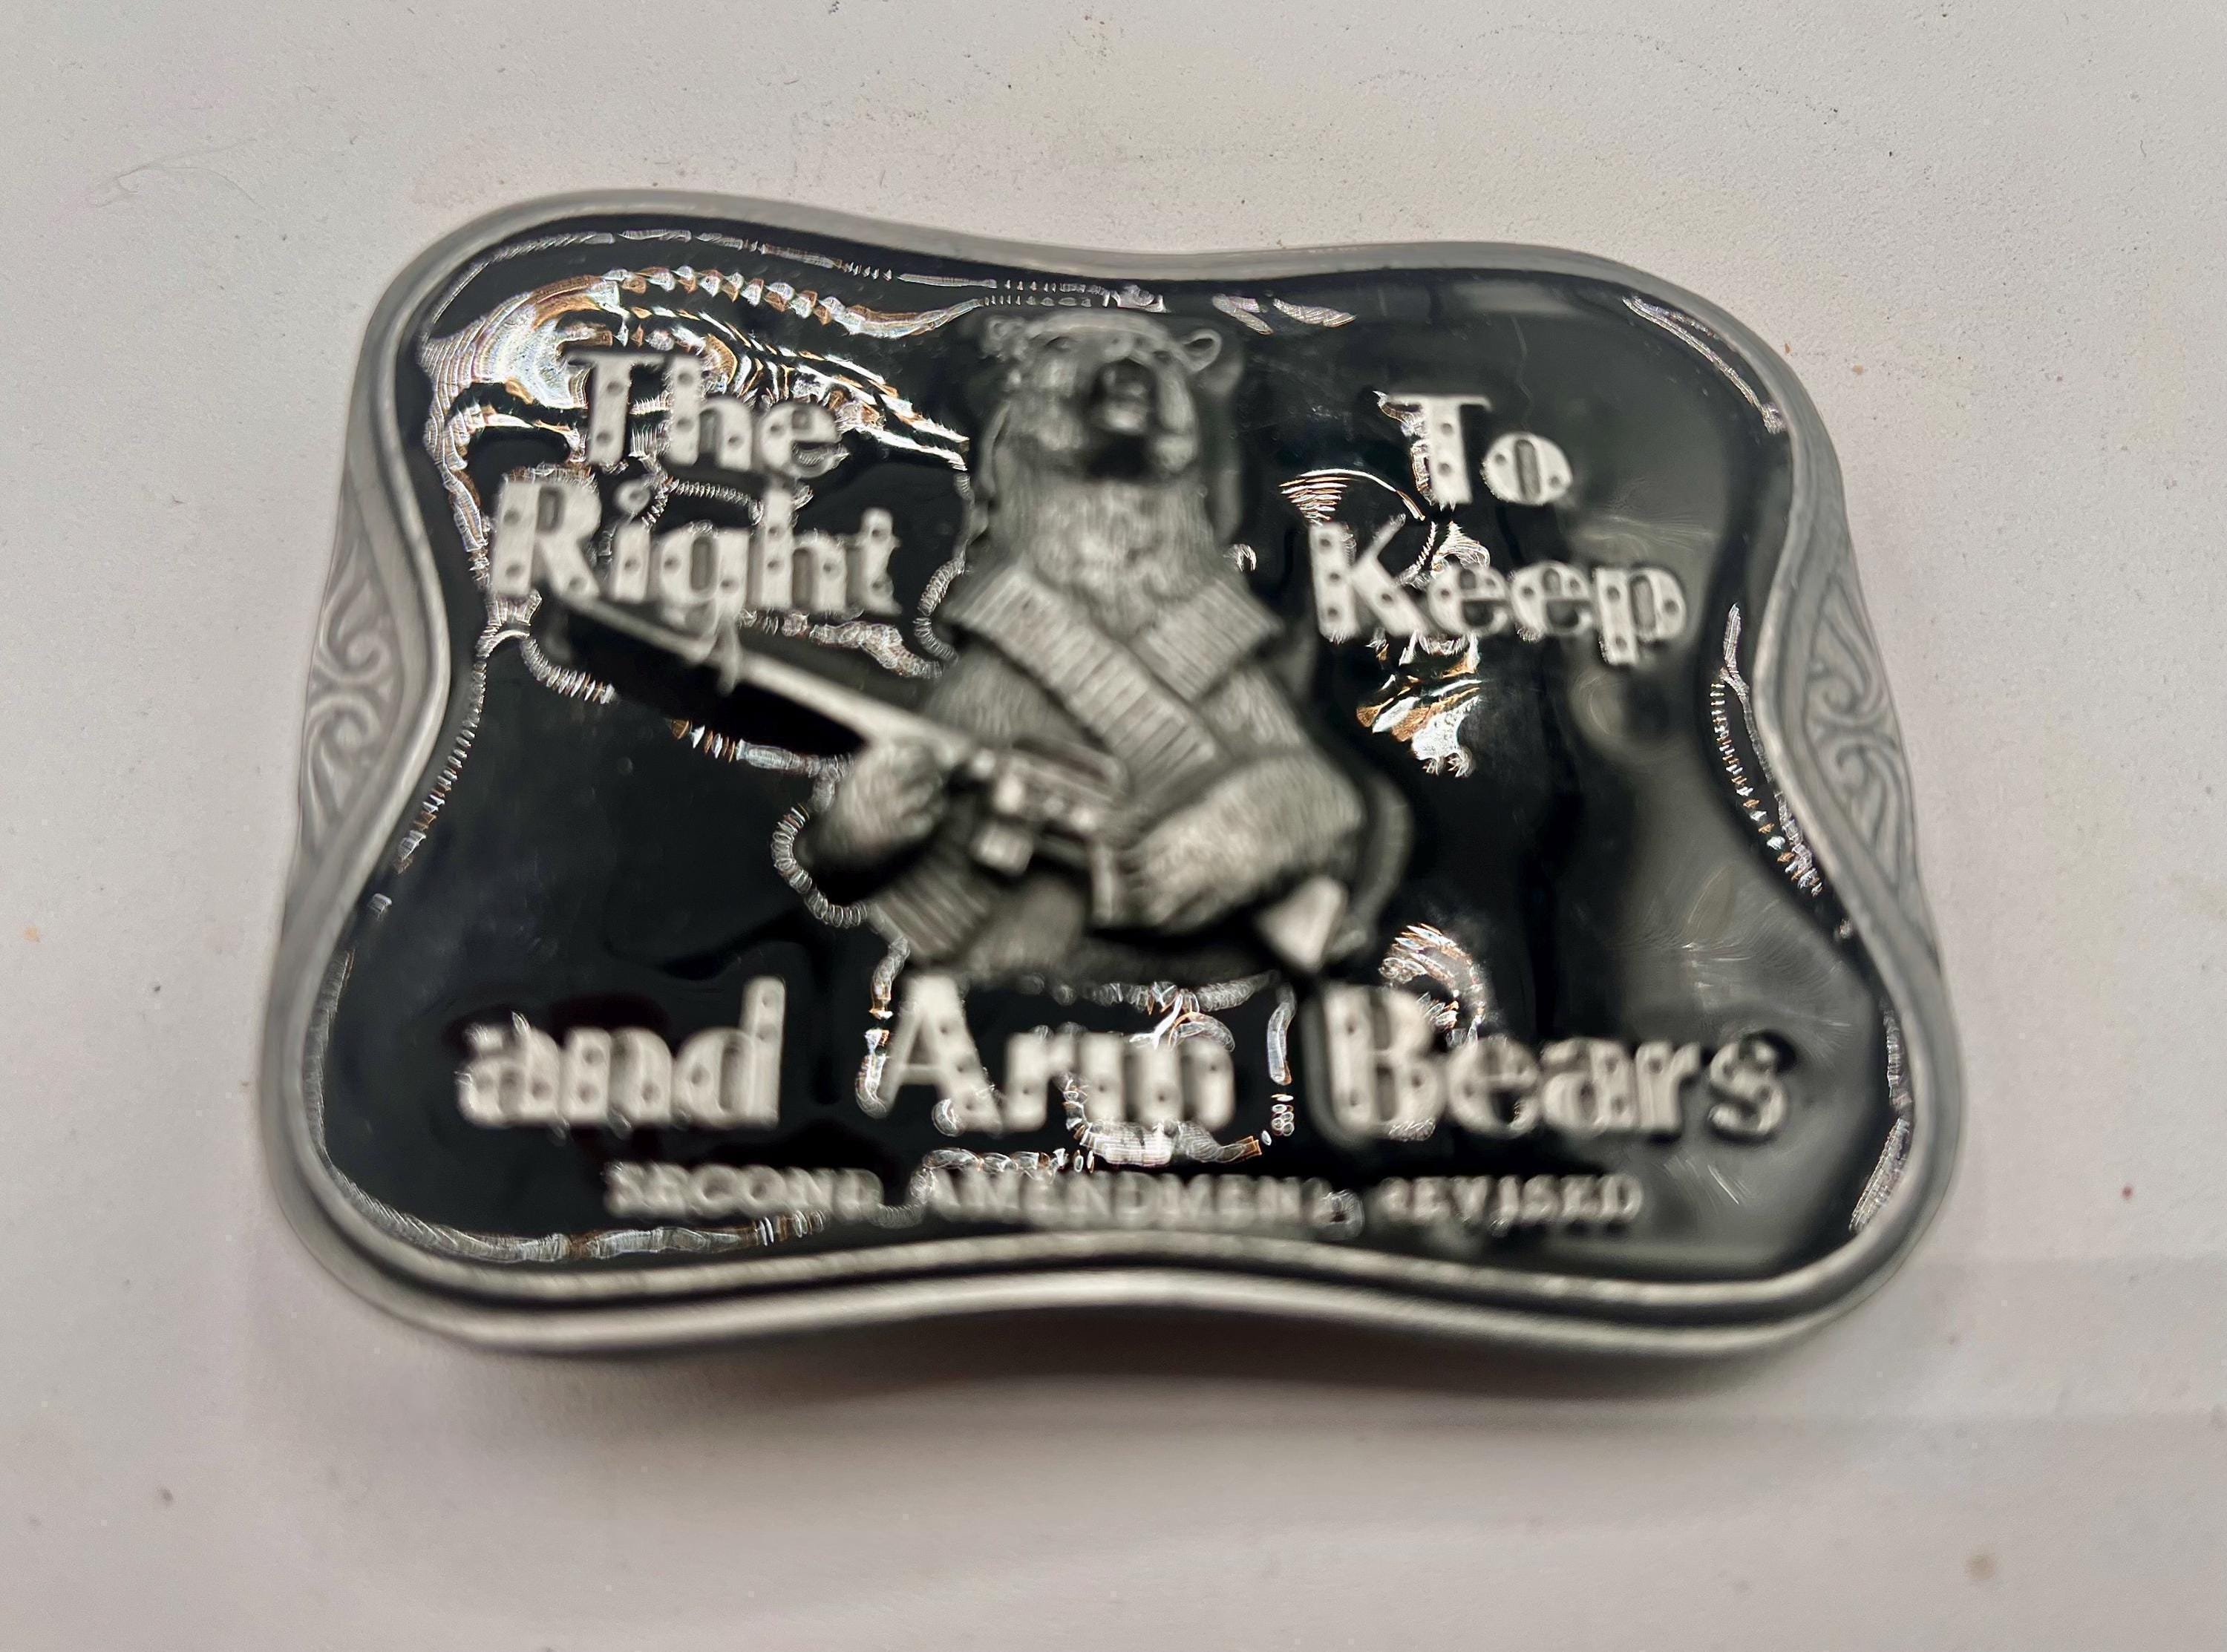 The
Right
To
Keep
and Arm Bears
SECOND AMENDMENT, REVISED